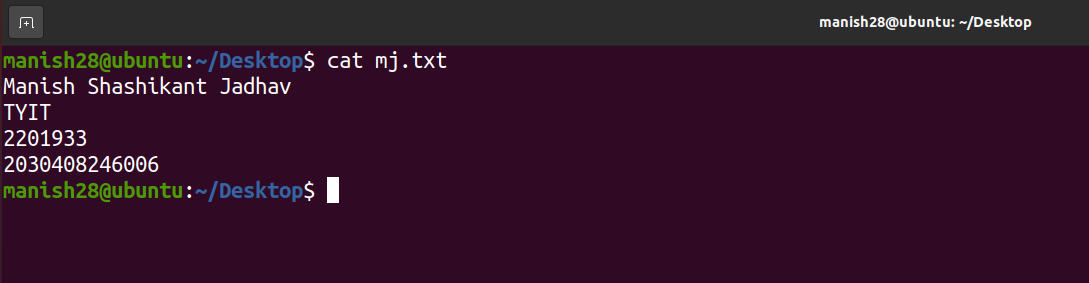 manish28@ubuntu: ~/Desktop
manish28@ubuntu:~/Desktop$ cat mj.txt
Manish Shashikant Jadhav
TYIT
2201933
2030408246006
manish28@ubuntu:~/Desktop$